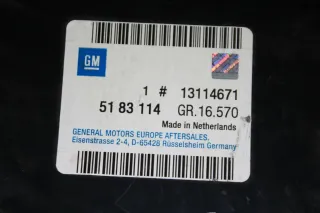 GM
1 # 13114671
51 83 114 GR.16.570
Made in Netherlands
GENERAL MOTORS EUROPE AFTERSALES.
Eisenstrasse 2-4, D-65428 Rüsselsheim Germany